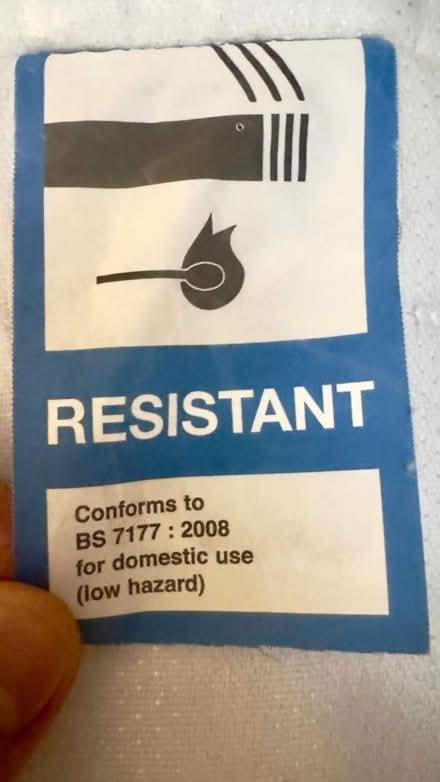 RESISTANT
Conforms to
BS 7177 : 2008
for domestic use
(low hazard)